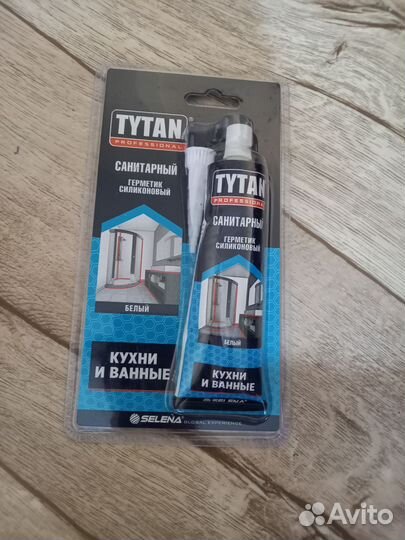 TYTAN
PROFESSIONAL
САНИТАРНЫЙ
ГЕРМЕТИК
СИЛИКОНОВЫЙ
БЕЛЫЙ
КУХНИ
И ВАННЫЕ
SELENA GLOBAL EXPERIENCE
TYTAN
PROFESSIONAL
САНИТАРНЫЙ
ГЕРМЕТИК
СИЛИКОНОВЫЙ
БЕЛЫЙ
КУХНИ
И ВАННЫЕ
SELENA
Avito